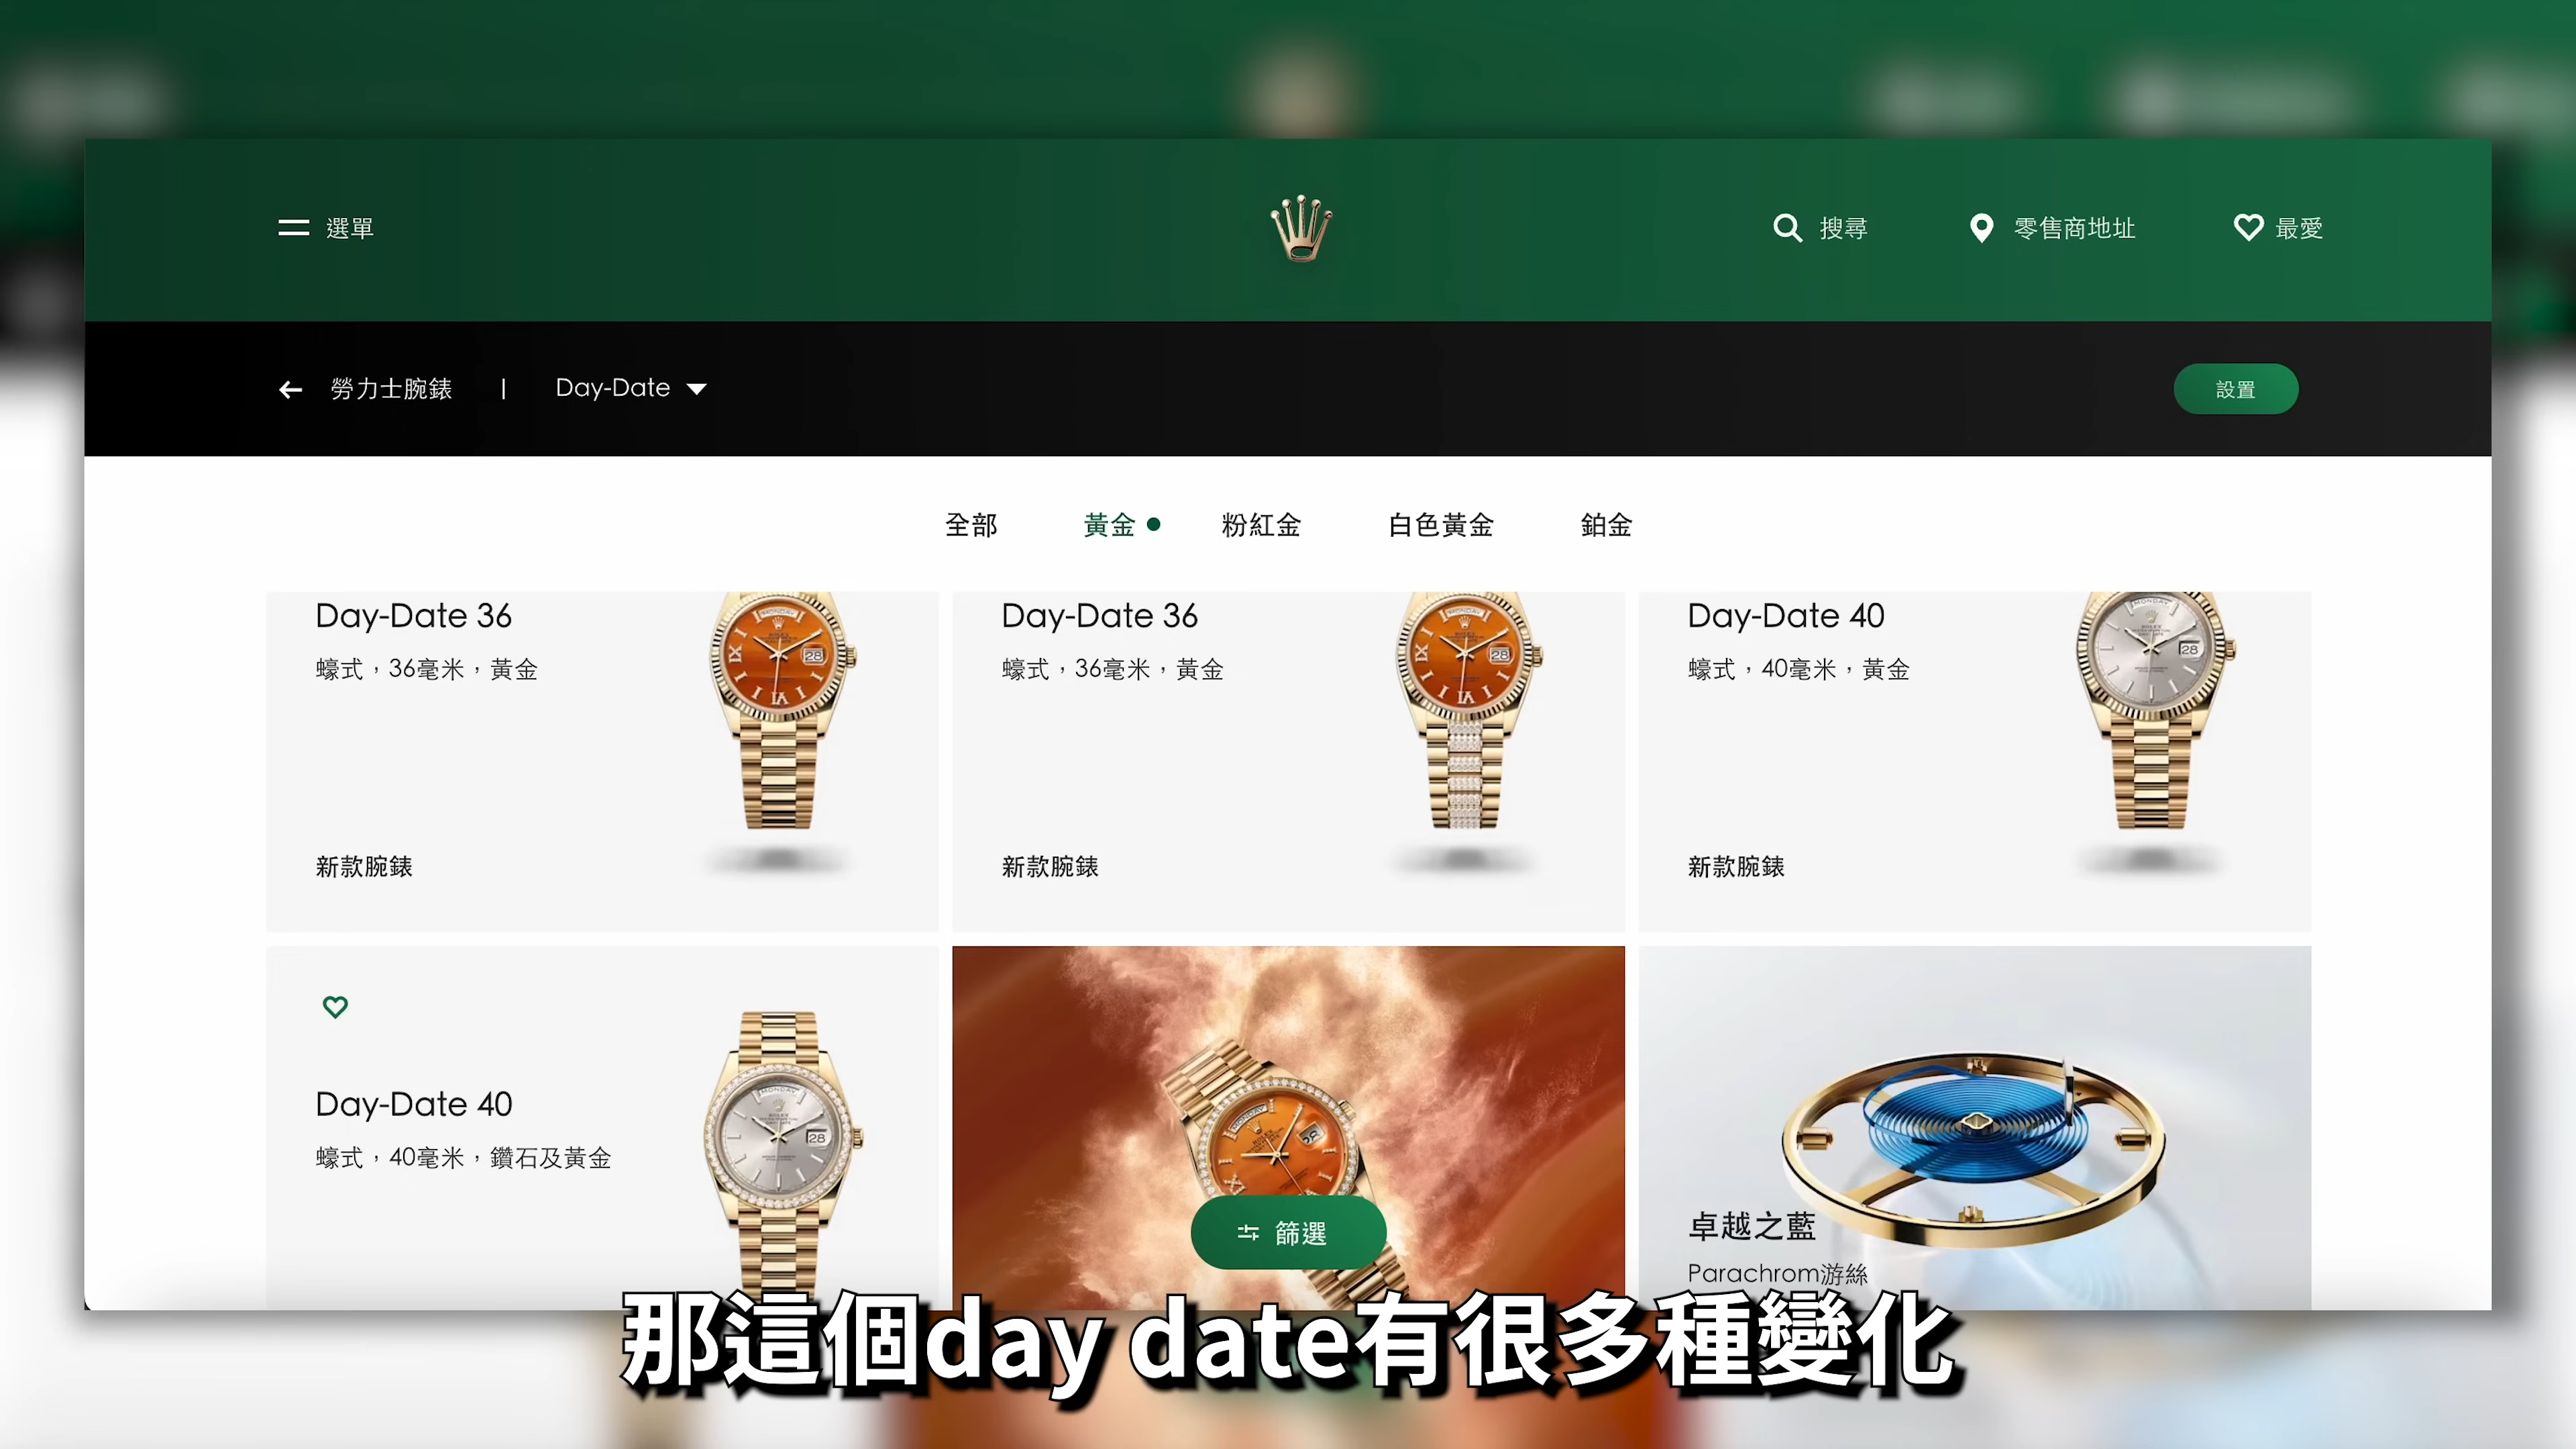 選單
搜尋
零售商地址
最愛
勞力士腕錶 | Day-Date
設置
全部
黃金
粉紅金
白色黃金
鉑金
Day-Date 36
蠔式，36毫米，黃金
新款腕錶
Day-Date 36
蠔式，36毫米，黃金
新款腕錶
Day-Date 40
蠔式，40毫米，黃金
新款腕錶
Day-Date 40
蠔式，40毫米，鑽石及黃金
篩選
卓越之藍
Parachrom游絲
那這個day date有很多種變化